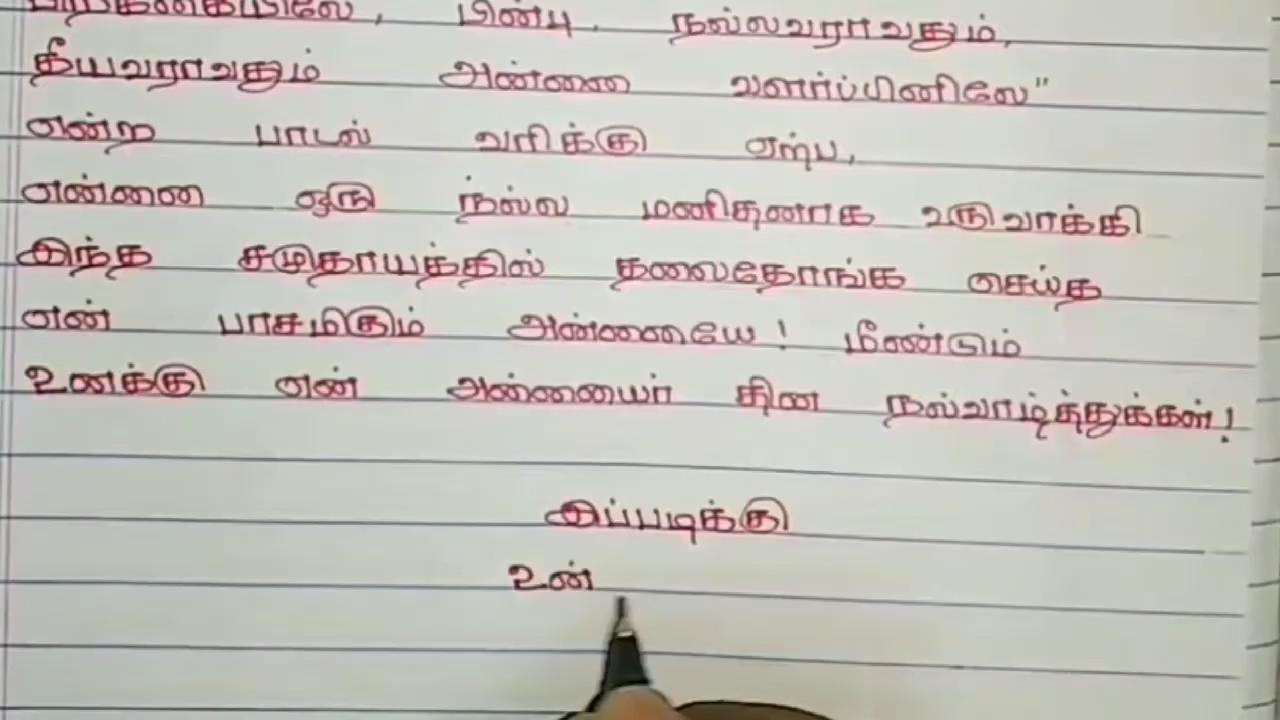 பின்பு. நல்லவராவதும்,
தீயவராவதும் அன்னை வளர்ப்பினிலே"
என்ற பாடல் வரிக்கு ஏற்ப,
என்னை ஒரு நல்ல மனிதனாக உருவாக்கி
இந்த சமுதாயத்தில் தலைதோங்க செய்த
என் பாசமிகும் அன்னையே! மீண்டும்
உனக்கு என் அன்னையர் தின நல்வாழ்த்துக்கள்!
இப்படிக்கு
உன்